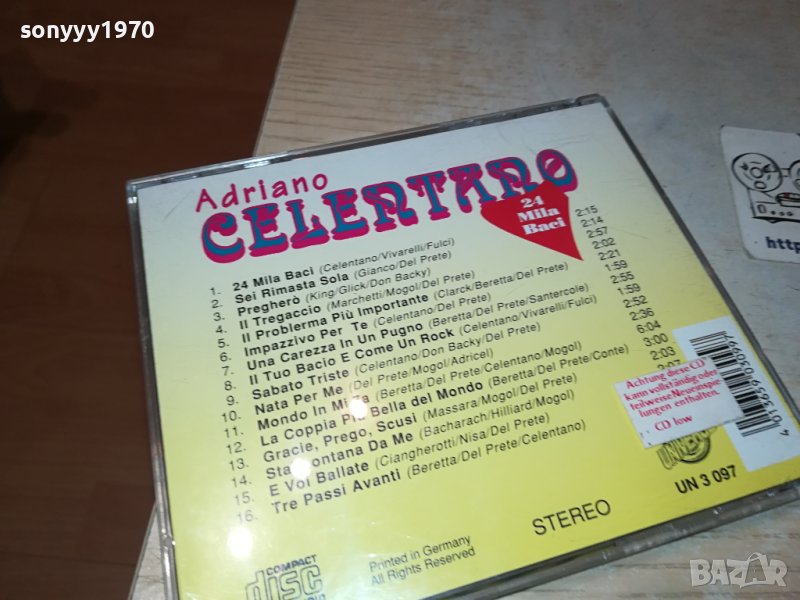 sonyyy1970
Adriano
CELENTANO
24
Mila
Baci
1. 24 Mila Baci (Celentano/Vivarelli/Fulci) 2:15
2. Sei Rimasta Sola (Gianco/Del Prete) 2:14
3. Pregherò (King/Glick/Don Backy) 2:57
4. Il Tregaccio (Marchetti/Mogol/Del Prete) 2:02
5. Il Problerma Più Importante (Clarck/Beretta/Del Prete) 2:21
6. Impazzivo Per Te (Celentano/Del Prete) 1:59
7. Una Carezza In Un Pugno (Beretta/Del Prete/Santercole) 2:55
8. Il Tuo Bacio E Come Un Rock (Celentano/Vivarelli/Fulci) 1:59
9. Sabato Triste (Celentano/Don Backy/Del Prete) 2:52
10. Nata Per Me (Del Prete/Mogol/Adricel) 2:36
11. Mondo In Mi (Beretta/Del Prete/Celentano/Mogol) 6:04
12. La Coppia Più Bella del Mondo (Beretta/Del Prete/Conte) 3:00
13. Gracie, Prego, Scusi (Massara/Mogol/Del Prete) 2:03
14. Sta Lontana Da Me (Bacharach/Hilliard/Mogol)
15. E Voi Ballate (Ciangherotti/Nisa/Del Prete)
16. Tre Passi Avanti (Beretta/Del Prete/Celentano)
Achtung diese CD
kann vollständig oder
teilweise Neueinspie
lungen enthalten.
CD low
UN 3 097
STEREO
COMPACT
disc
Printed in Germany
All Rights Reserved
http
BAZAR